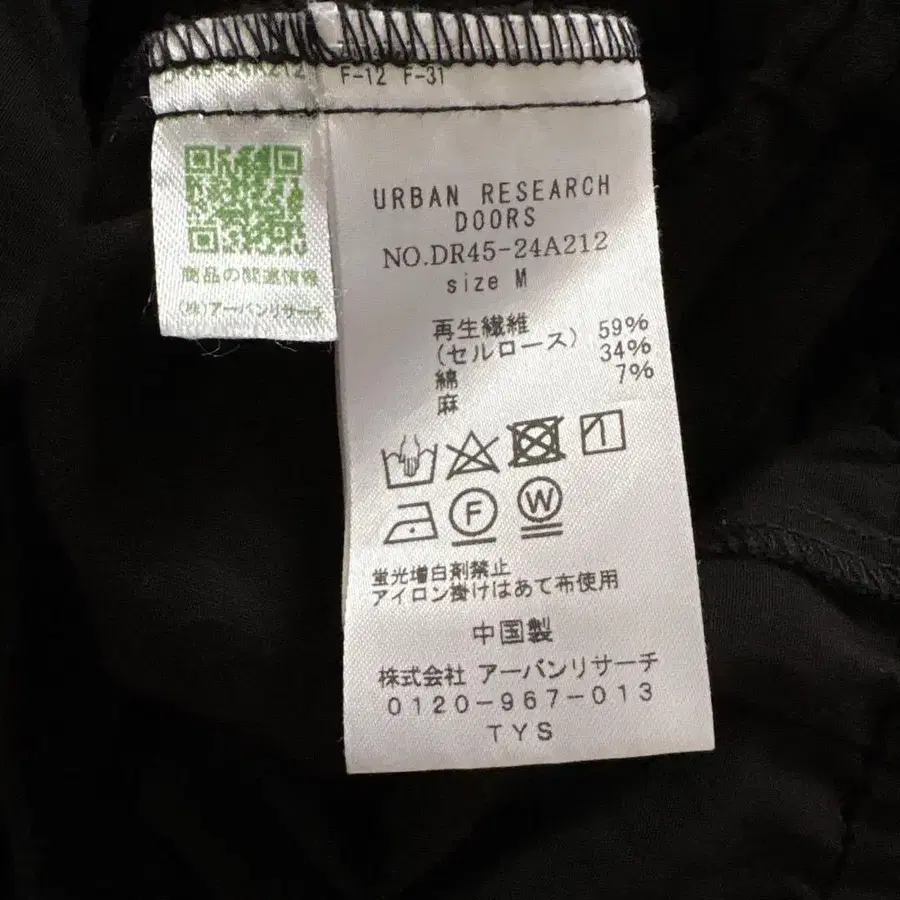 F-12 F-31
商品の関連情報
(株)アーバンリサーチ
URBAN RESEARCH
DOORS
NO.DR45-24A212
size M
再生繊維 59%
(セルロース) 34%
綿 7%
麻
F
W
蛍光増白剤禁止
アイロン掛けはあて布使用
中国製
株式会社 アーバンリサーチ
0120-967-013
TYS